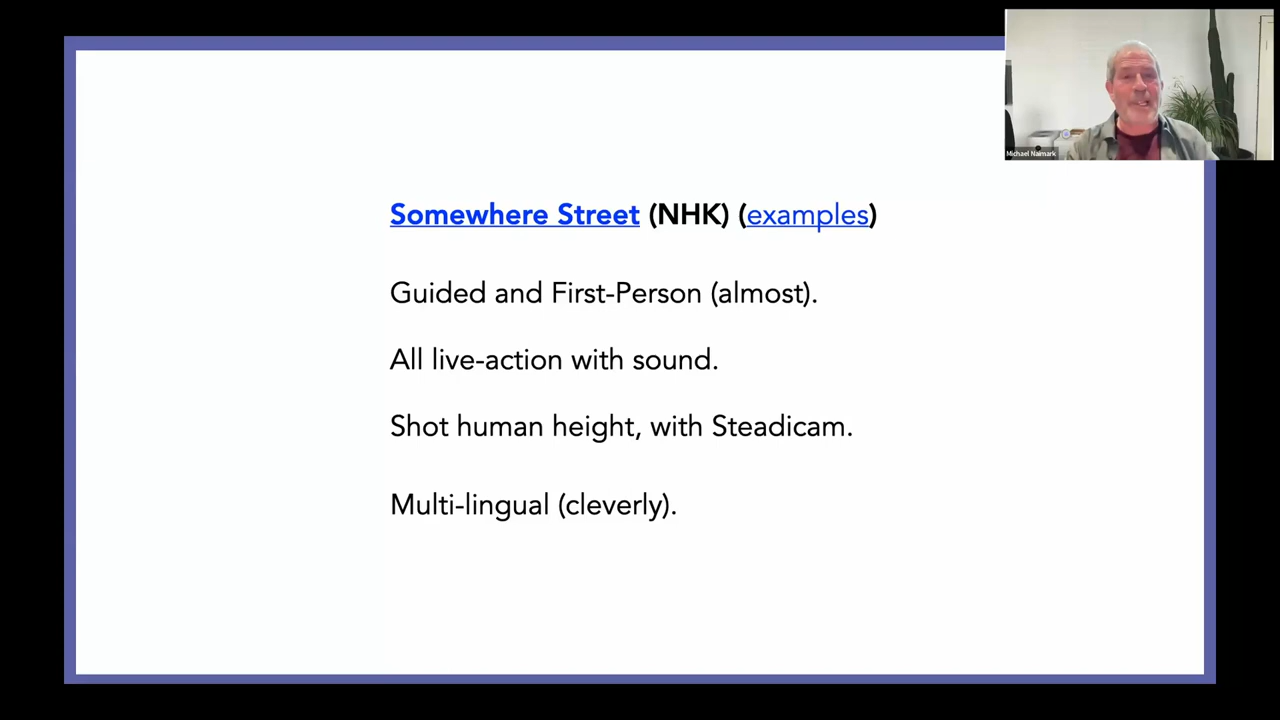 Michael Naimark
Somewhere Street (NHK) (examples)
Guided and First-Person (almost).
All live-action with sound.
Shot human height, with Steadicam.
Multi-lingual (cleverly).